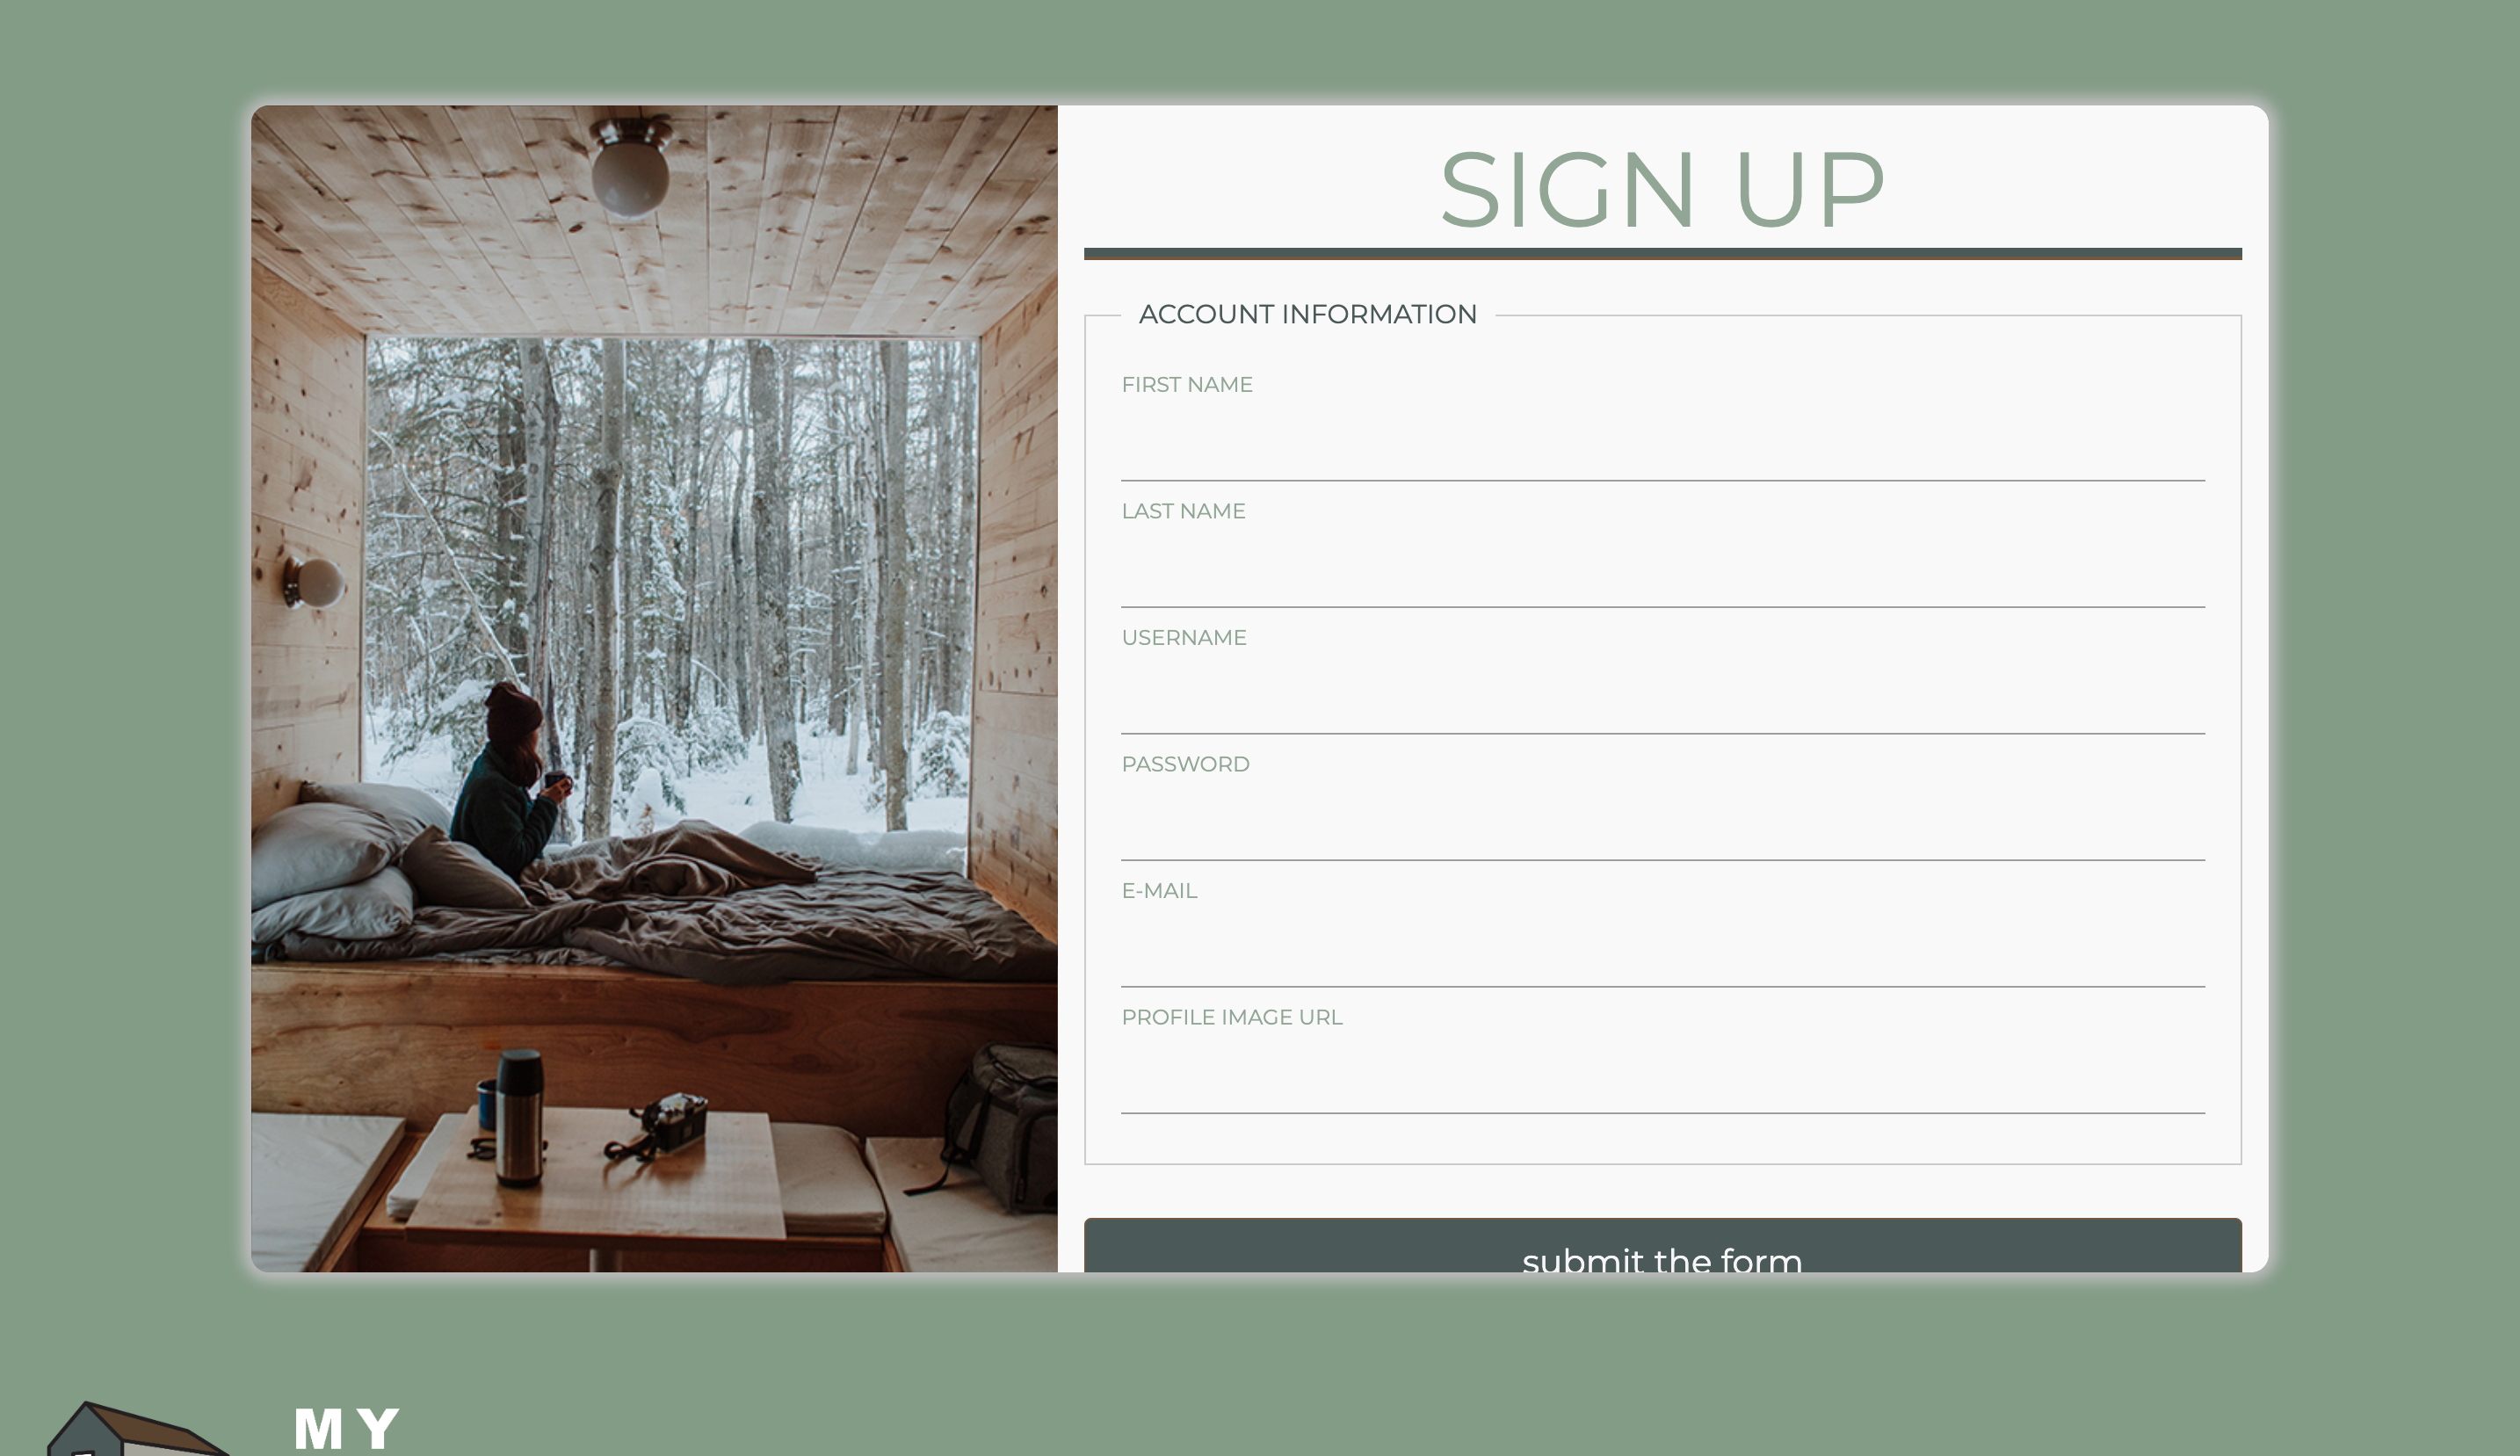 SIGN UP
ACCOUNT INFORMATION
FIRST NAME
LAST NAME
USERNAME
PASSWORD
E-MAIL
PROFILE IMAGE URL
submit the form
MY